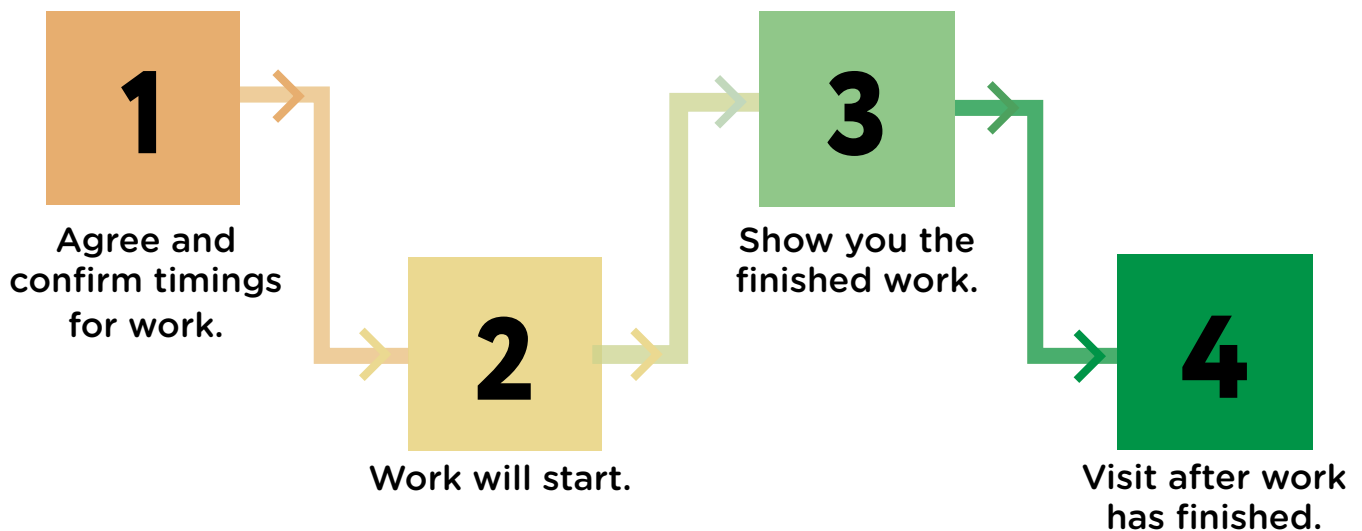 1
Agree and
confirm timings
for work.
2
Work will start.
3
Show you the
finished work.
4
Visit after work
has finished.